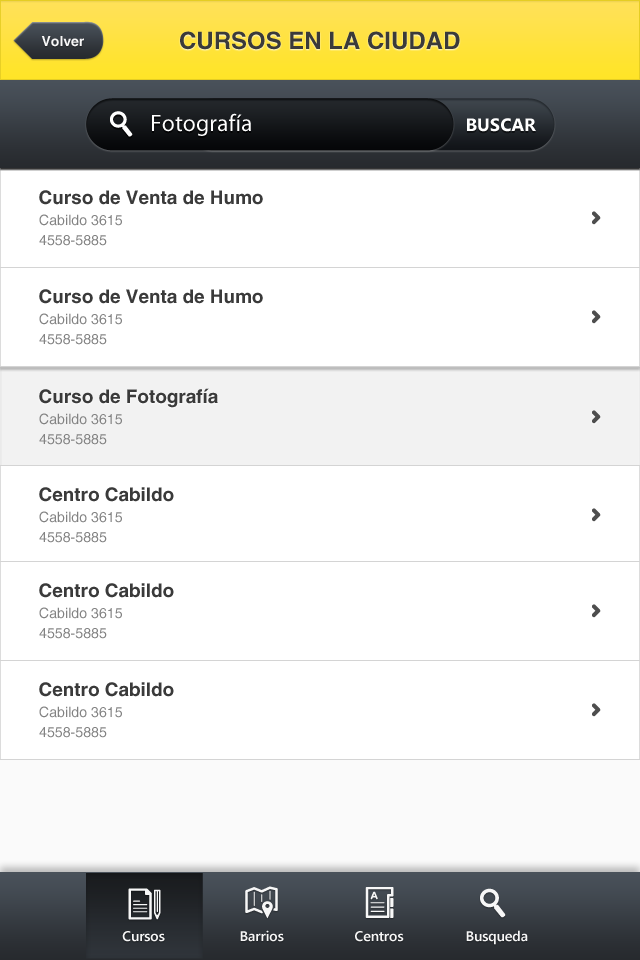 Volver
CURSOS EN LA CIUDAD
Fotografía
BUSCAR
Curso de Venta de Humo
Cabildo 3615
4558-5885
Curso de Venta de Humo
Cabildo 3615
4558-5885
Curso de Fotografía
Cabildo 3615
4558-5885
Centro Cabildo
Cabildo 3615
4558-5885
Centro Cabildo
Cabildo 3615
4558-5885
Centro Cabildo
Cabildo 3615
4558-5885
A
Cursos
Barrios
Centros
Busqueda